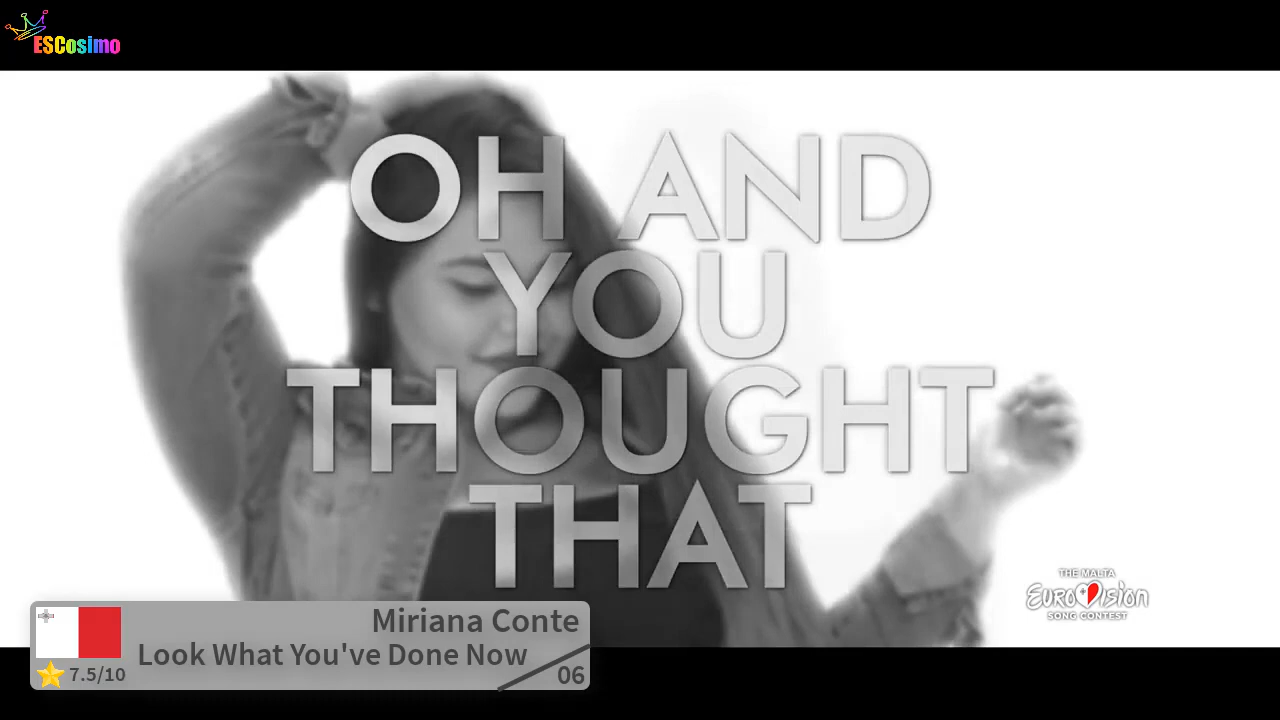 ESCosimo
OH AND
YOU
THOUGHT
THAT
THE MALTA
EUROVISION
SONG CONTEST
Miriana Conte
Look What You've Done Now
7.5/10
06